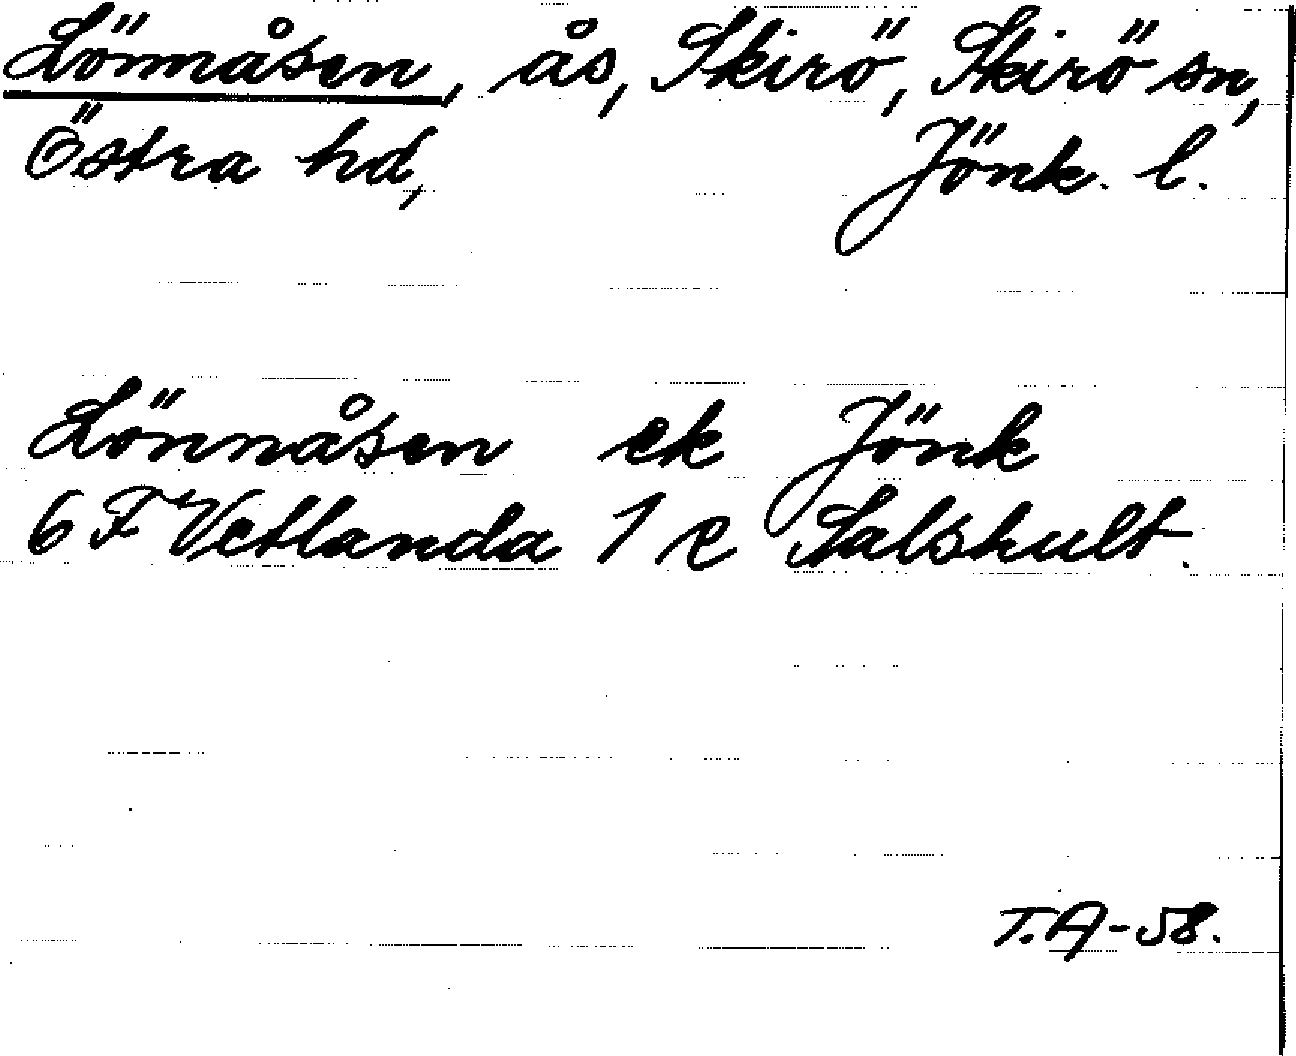 Lönnåsen, ås, Skirö, Skirö sn,
Östra hd, Jönk. l.
Lönnåsen ek Jönk
6 F Vetlanda 1 e Salshult.
T.A-58.